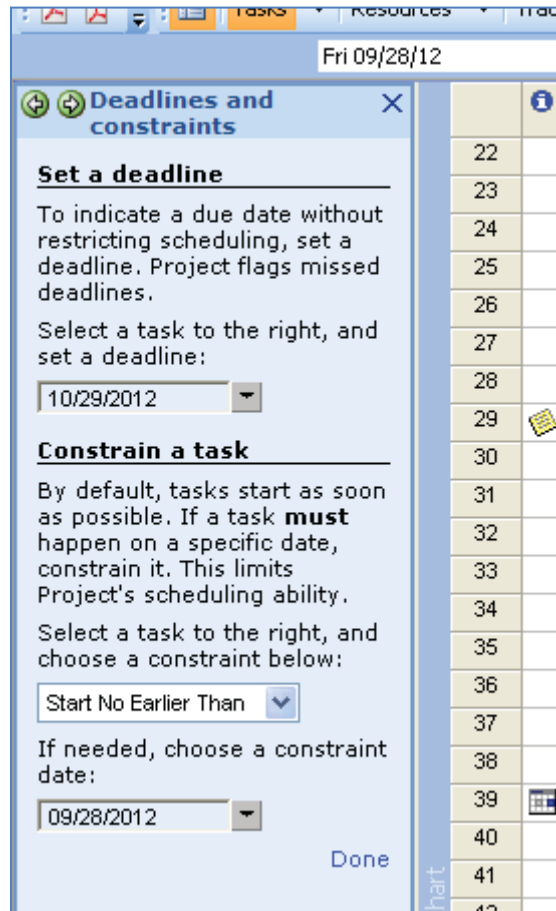 Tasks
Resources
Trac
Fri 09/28/12
Deadlines and
constraints
Set a deadline
To indicate a due date without
restricting scheduling, set a
deadline. Project flags missed
deadlines.
Select a task to the right, and
set a deadline:
10/29/2012
Constrain a task
By default, tasks start as soon
as possible. If a task must
happen on a specific date,
constrain it. This limits
Project's scheduling ability.
Select a task to the right, and
choose a constraint below:
Start No Earlier Than
If needed, choose a constraint
date:
09/28/2012
Done
hart
22
23
24
25
26
27
28
29
30
31
32
33
34
35
36
37
38
39
40
41
42